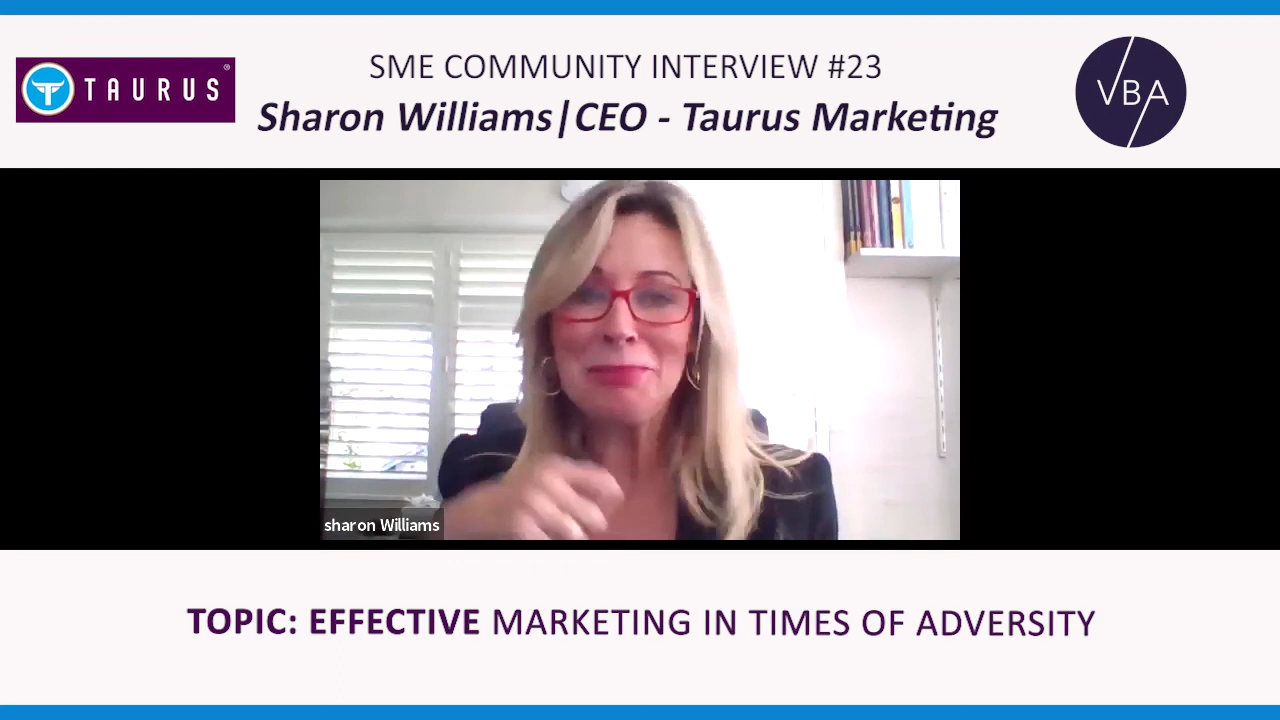 TAURUS®
SME COMMUNITY INTERVIEW #23
Sharon Williams|CEO - Taurus Marketing
VBA
sharon Williams
TOPIC: EFFECTIVE MARKETING IN TIMES OF ADVERSITY